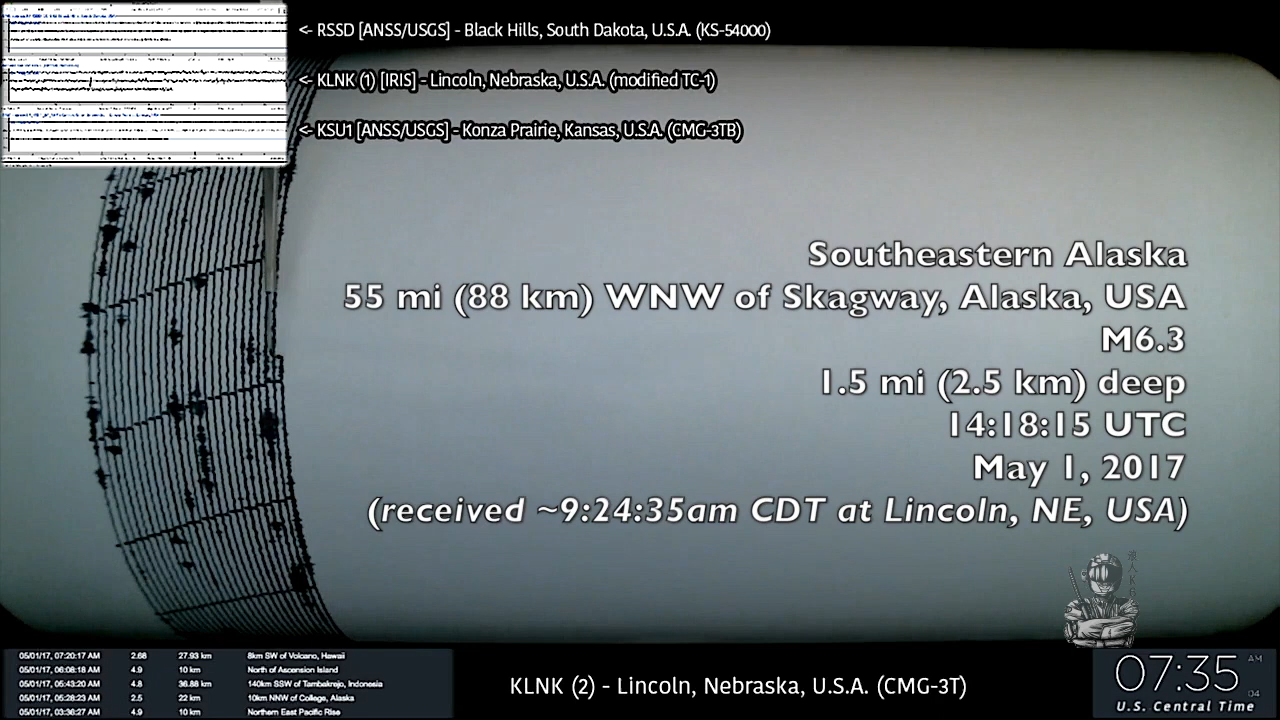 <- RSSD [ANSS/USGS] - Black Hills, South Dakota, U.S.A. (KS-54000)
<- KLNK (1) [IRIS] - Lincoln, Nebraska, U.S.A. (modified TC-1)
<- KSU1 [ANSS/USGS] - Konza Prairie, Kansas, U.S.A. (CMG-3TB)
Southeastern Alaska
55 mi (88 km) WNW of Skagway, Alaska, USA
M6.3
1.5 mi (2.5 km) deep
14:18:15 UTC
May 1, 2017
(received ~9:24:35am CDT at Lincoln, NE, USA)
05/01/17, 07:20:17 AM 2.68 27.93 km 8km SW of Volcano, Hawaii
05/01/17, 06:08:18 AM 4.9 10 km North of Ascension Island
05/01/17, 05:43:20 AM 4.8 36.88 km 140km SSW of Tambakrejo, Indonesia
05/01/17, 05:28:23 AM 2.5 22 km 10km NNW of College, Alaska
05/01/17, 03:36:27 AM 4.9 10 km Northern East Pacific Rise
KLNK (2) - Lincoln, Nebraska, U.S.A. (CMG-3T)
07:35 AM
04
U.S. Central Time